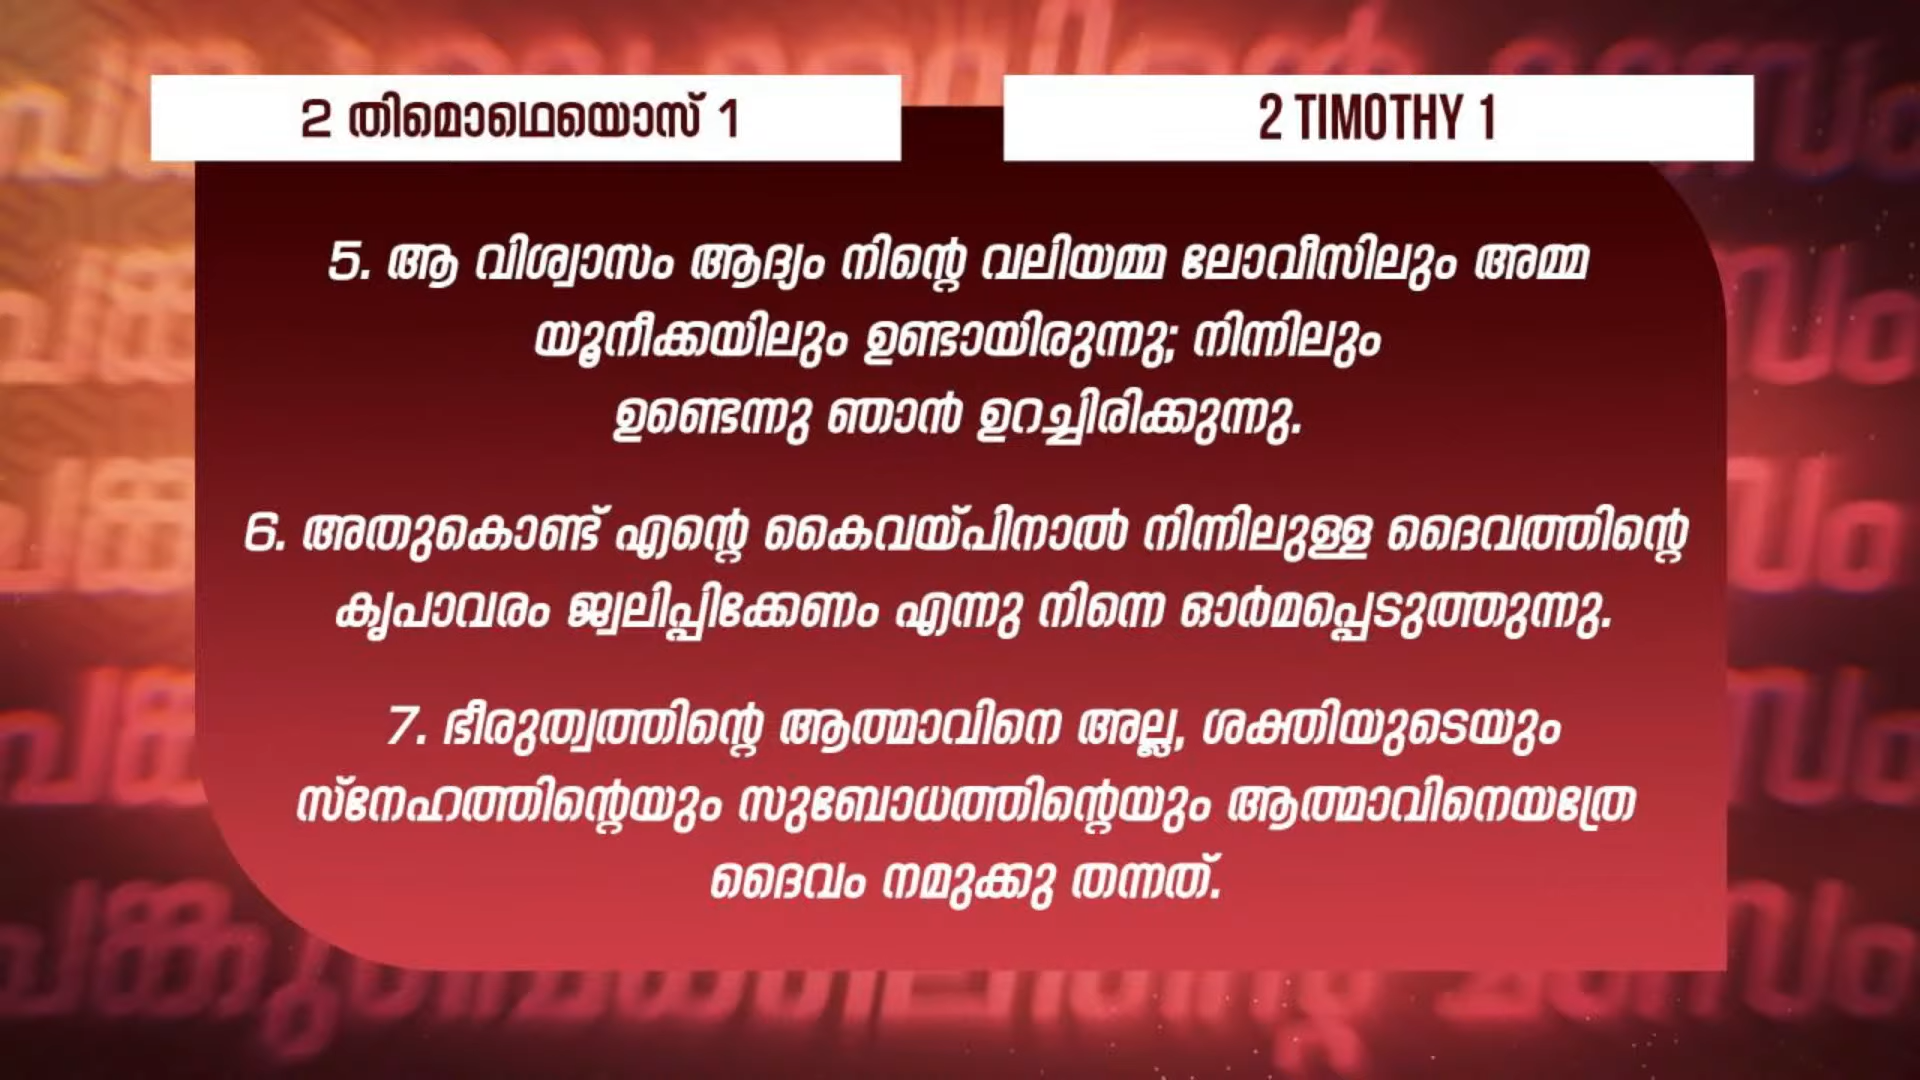 2 തിമൊഥെയൊസ് 1
2 TIMOTHY 1
5. ആ വിശ്വാസം ആദ്യം നിന്റെ വലിയമ്മ ലോവീസിലും അമ്മ
യൂനീക്കയിലും ഉണ്ടായിരുന്നു; നിന്നിലും
ഉണ്ടെന്നു ഞാൻ ഉറച്ചിരിക്കുന്നു.
6. അതുകൊണ്ട് എന്റെ കൈവയ്പിനാൽ നിന്നിലുള്ള ദൈവത്തിന്റെ
കൃപാവരം ജ്വലിപ്പിക്കേണം എന്നു നിന്നെ ഓർമപ്പെടുത്തുന്നു.
7. ഭീരുത്വത്തിന്റെ ആത്മാവിനെ അല്ല, ശക്തിയുടെയും
സ്നേഹത്തിന്റെയും സുബോധത്തിന്റെയും ആത്മാവിനെയത്രേ
ദൈവം നമുക്കു തന്നത്.